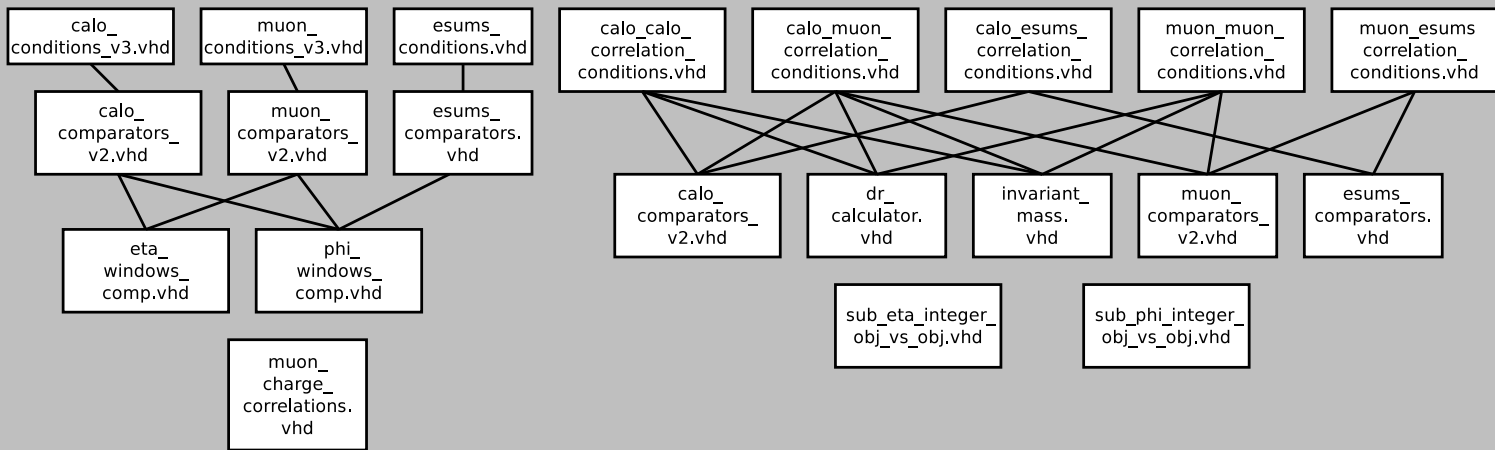 calo_
conditions_v3.vhd
muon_
conditions_v3.vhd
esums_
conditions.vhd
calo_
comparators_
v2.vhd
muon_
comparators_
v2.vhd
esums_
comparators.
vhd
eta_
windows_
comp.vhd
phi_
windows_
comp.vhd
muon_
charge_
correlations.
vhd
calo_calo_
correlation_
conditions.vhd
calo_muon_
correlation_
conditions.vhd
calo_esums_
correlation_
conditions.vhd
muon_muon_
correlation_
conditions.vhd
muon_esums
correlation_
conditions.vhd
calo_
comparators_
v2.vhd
dr_
calculator.
vhd
invariant_
mass.
vhd
muon_
comparators_
v2.vhd
esums_
comparators.
vhd
sub_eta_integer_
obj_vs_obj.vhd
sub_phi_integer_
obj_vs_obj.vhd